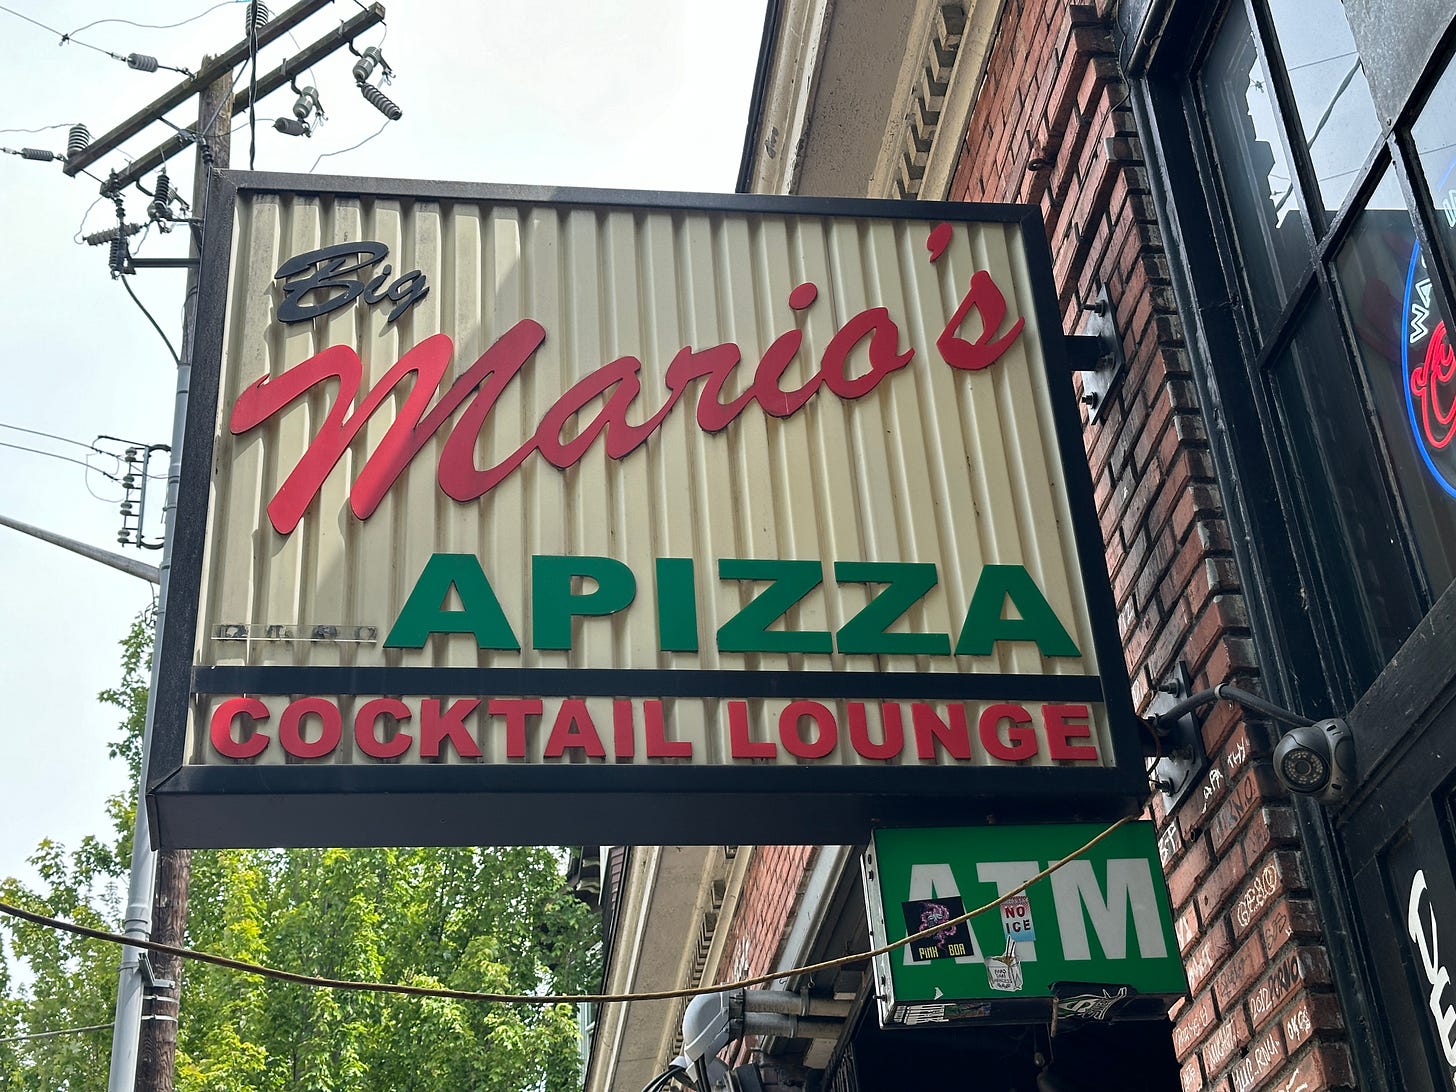 Big
Mario's
APIZZA
COCKTAIL LOUNGE
ATM
PINK BOA
NO
ICE